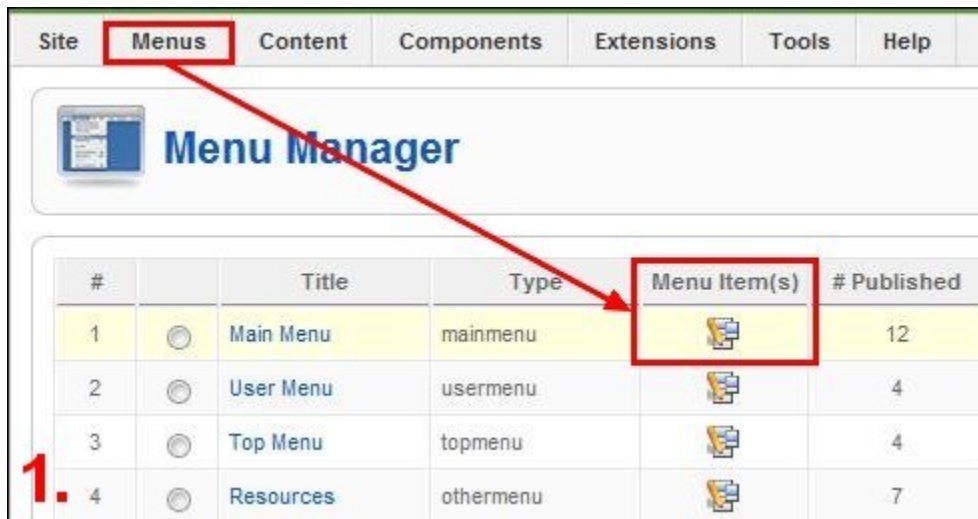 Site Menus Content Components Extensions Tools Help
Menu Manager
# Title Type Menu Item(s) # Published
1 Main Menu mainmenu 12
2 User Menu usermenu 4
3 Top Menu topmenu 4
4 Resources othermenu 7
1.